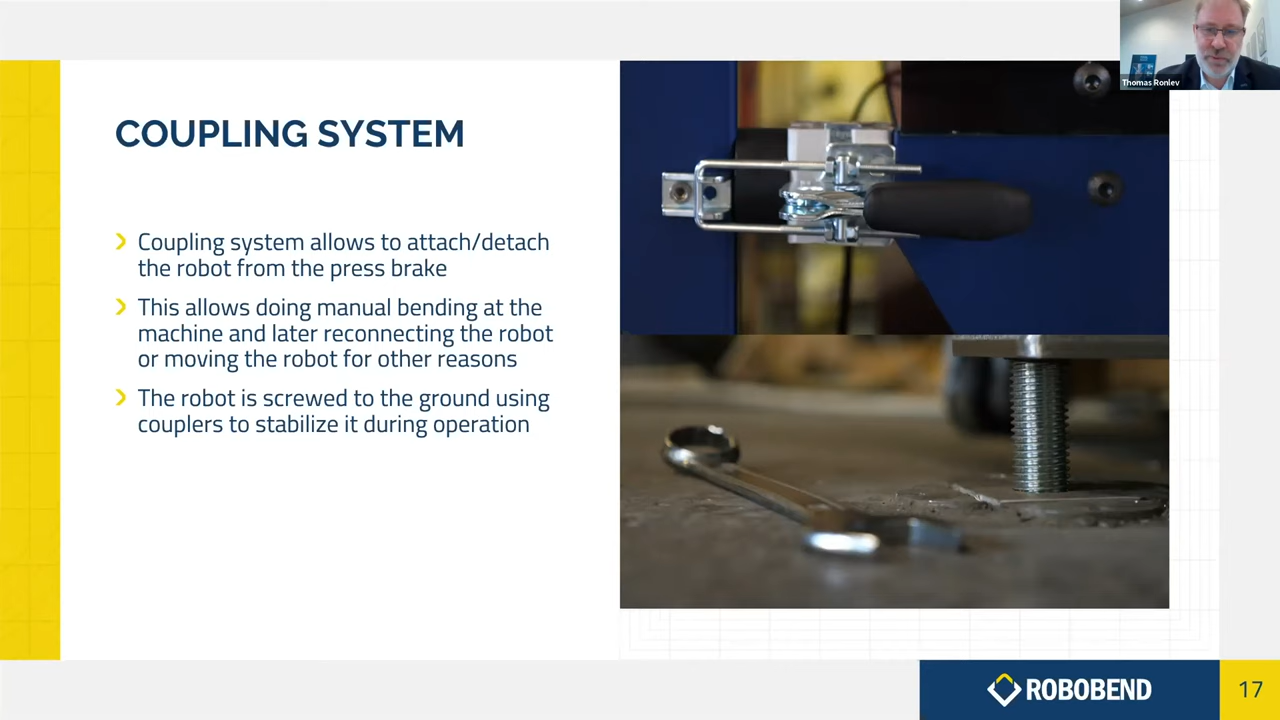 Thomas Ronlev
COUPLING SYSTEM
Coupling system allows to attach/detach
the robot from the press brake
This allows doing manual bending at the
machine and later reconnecting the robot
or moving the robot for other reasons
The robot is screwed to the ground using
couplers to stabilize it during operation
ROBOBEND
17